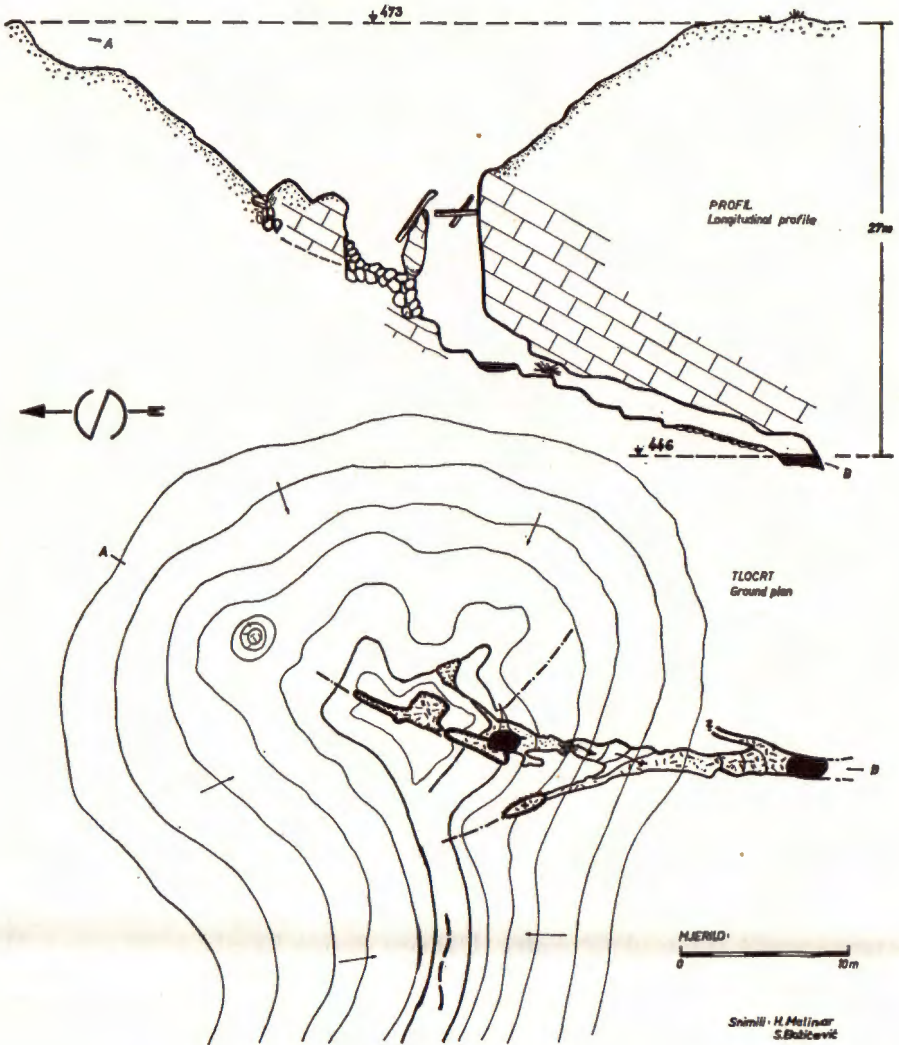 473
A
PROFIL
Longitudinal profile
27m
446
B
A
TLOCRT
Ground plan
B
MJERILO:
0 10m
Snimili: H. Malinar
S. Božičević